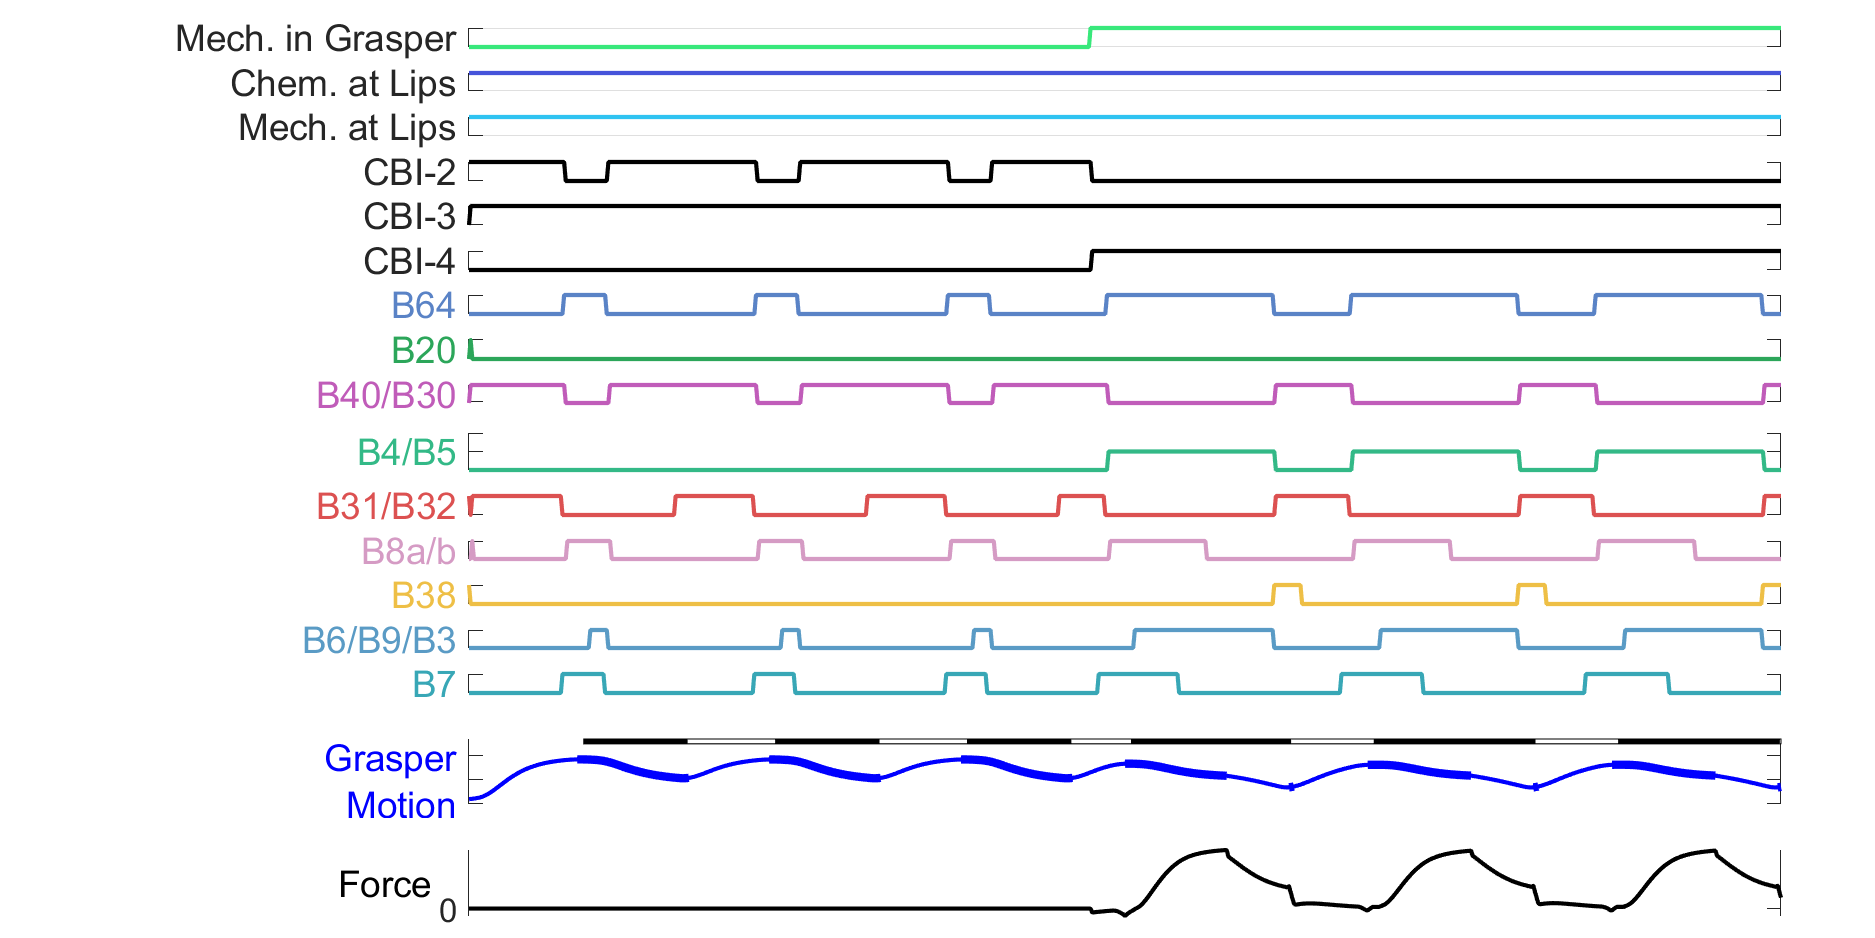 Mech. in Grasper
Chem. at Lips
Mech. at Lips
CBI-2
CBI-3
CBI-4
B64
B20
B40/B30
B4/B5
B31/B32
B8a/b
B38
B6/B9/B3
B7
Grasper
Motion
Force
0